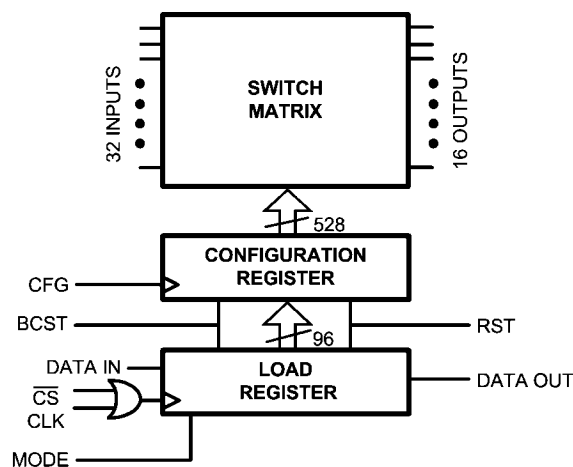 SWITCH
MATRIX
32 INPUTS
16 OUTPUTS
528
CONFIGURATION
REGISTER
CFG
BCST
RST
96
DATA IN
LOAD
REGISTER
DATA OUT
CS
CLK
MODE